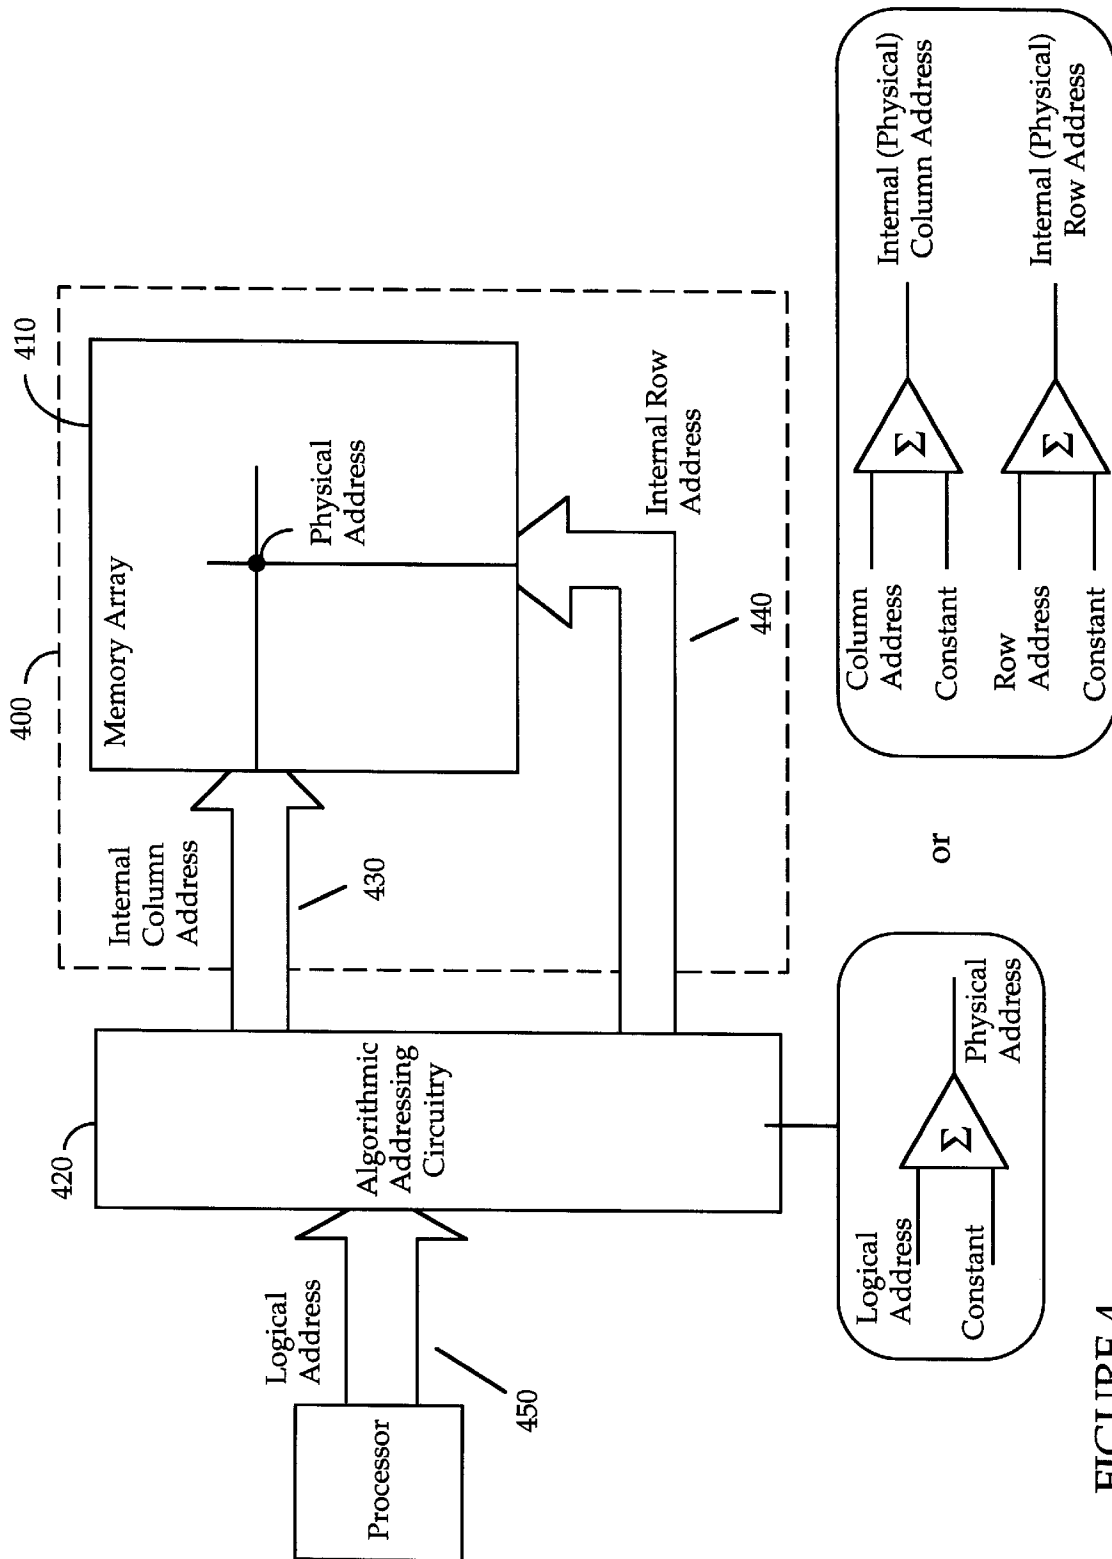 400
410
Memory Array
Physical
Address
Internal
Column
Address
430
Internal Row
Address
440
420
Algorithmic
Addressing
Circuitry
Logical
Address
450
Processor
Logical
Address
Constant
Σ
Physical
Address
or
Column
Address
Constant
Σ
Internal (Physical)
Column Address
Row
Address
Constant
Σ
Internal (Physical)
Row Address
FIGURE 4